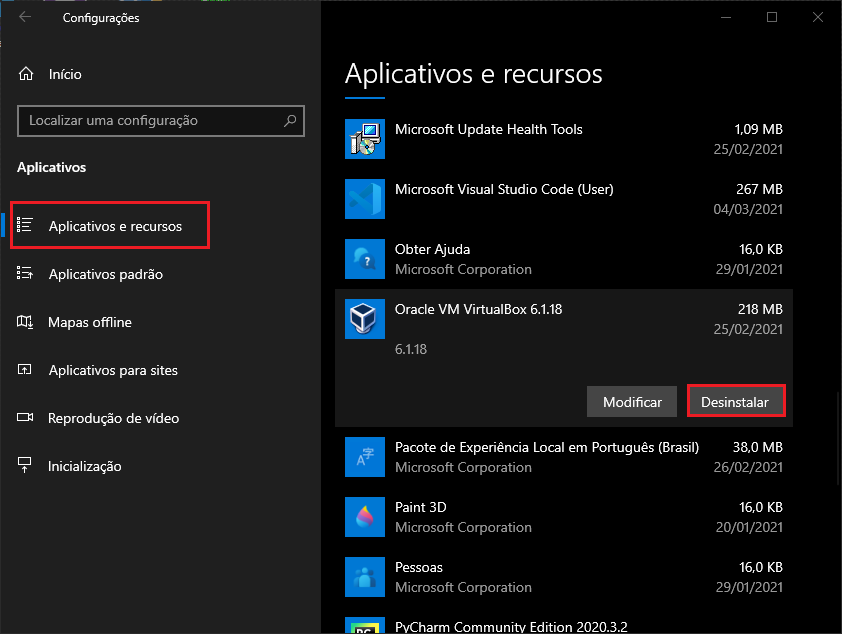 Configurações
Início
Localizar uma configuração
Aplicativos
Aplicativos e recursos
Aplicativos padrão
Mapas offline
Aplicativos para sites
Reprodução de vídeo
Inicialização
Aplicativos e recursos
Microsoft Update Health Tools 1,09 MB
25/02/2021
Microsoft Visual Studio Code (User) 267 MB
04/03/2021
Obter Ajuda 16,0 KB
Microsoft Corporation 29/01/2021
Oracle VM VirtualBox 6.1.18 218 MB
25/02/2021
6.1.18
Modificar Desinstalar
Pacote de Experiência Local em Português (Brasil) 38,0 MB
Microsoft Corporation 26/02/2021
Paint 3D 16,0 KB
Microsoft Corporation 20/01/2021
Pessoas 16,0 KB
Microsoft Corporation 29/01/2021
PyCharm Community Edition 2020.3.2